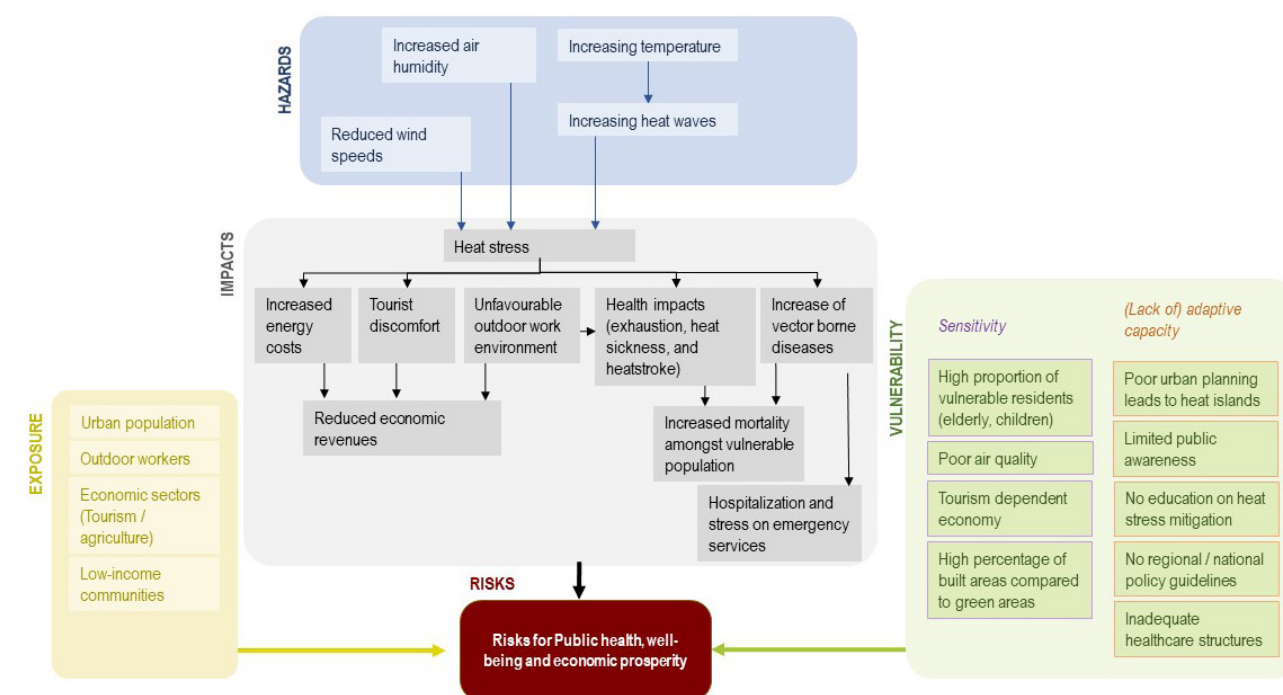 HAZARDS
Increased air
humidity
Increasing temperature
Increasing heat waves
Reduced wind
speeds
IMPACTS
Heat stress
Increased
energy
costs
Tourist
discomfort
Unfavourable
outdoor work
environment
Health impacts
(exhaustion, heat
sickness, and
heatstroke)
Increase of
vector borne
diseases
Reduced economic
revenues
Increased mortality
amongst vulnerable
population
Hospitalization and
stress on emergency
services
EXPOSURE
Urban population
Outdoor workers
Economic sectors
(Tourism /
agriculture)
Low-income
communities
VULNERABILITY
Sensitivity
High proportion of
vulnerable residents
(elderly, children)
Poor air quality
Tourism dependent
economy
High percentage of
built areas compared
to green areas
(Lack of) adaptive
capacity
Poor urban planning
leads to heat islands
Limited public
awareness
No education on heat
stress mitigation
No regional / national
policy guidelines
Inadequate
healthcare structures
RISKS
Risks for Public health, well-
being and economic prosperity